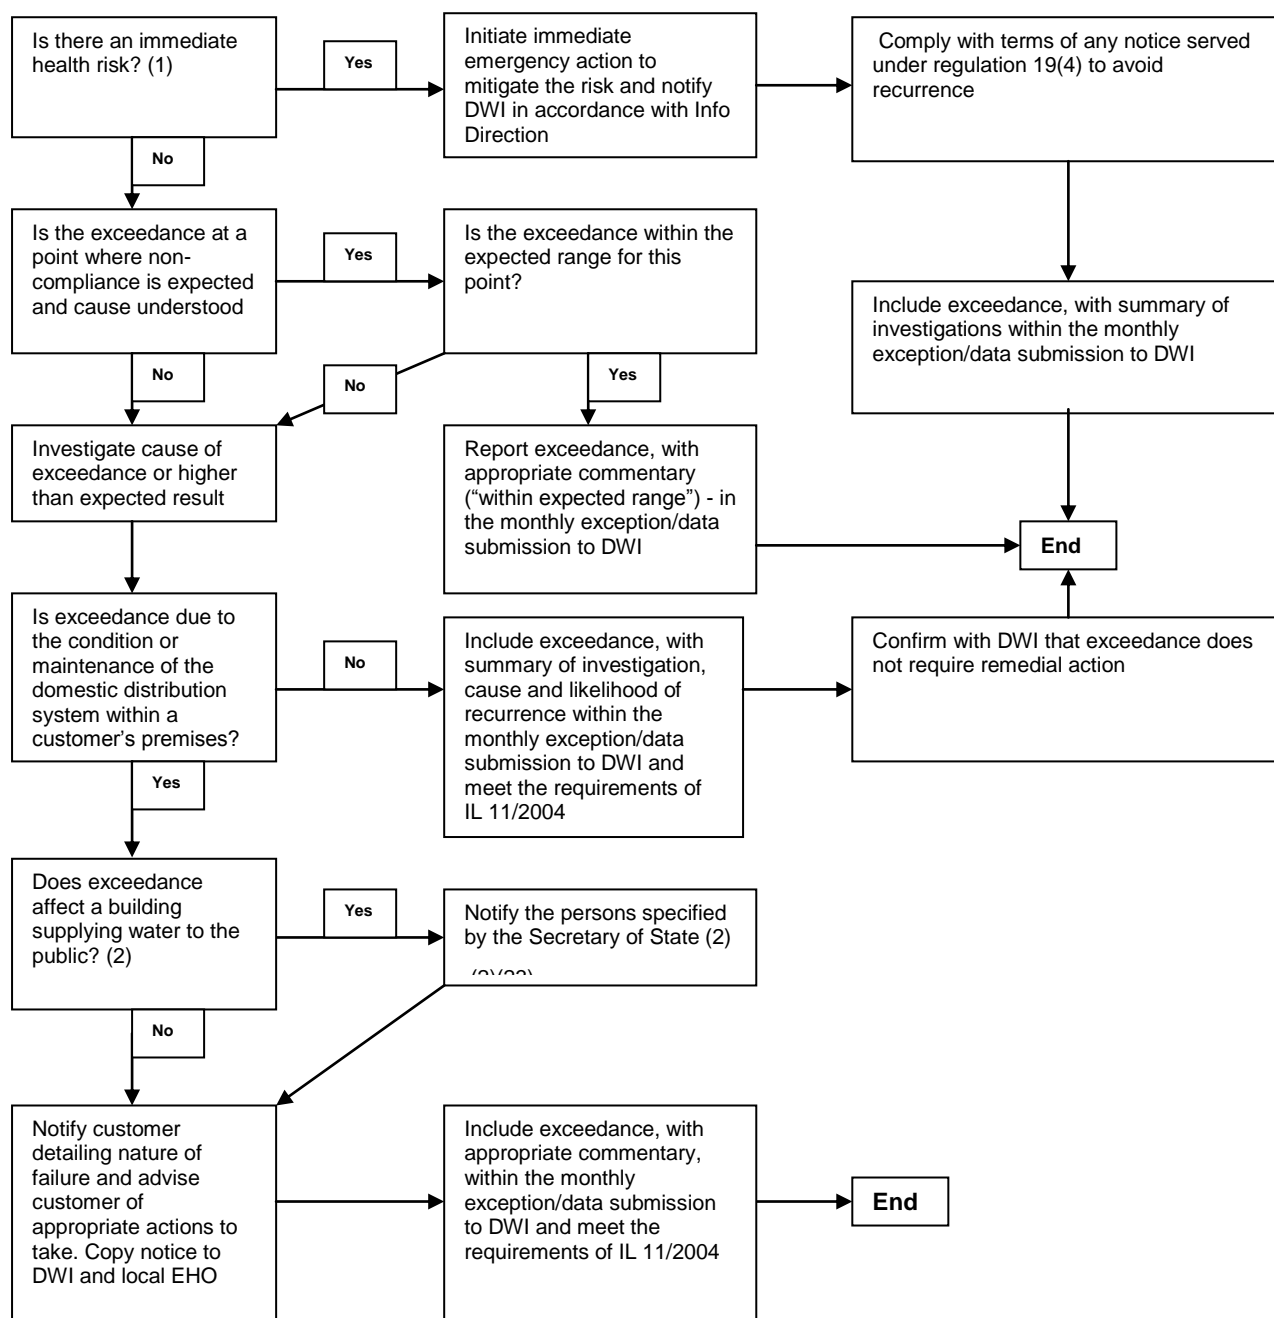 Is there an immediate
health risk? (1)
Yes
Initiate immediate
emergency action to
mitigate the risk and notify
DWI in accordance with Info
Direction
Comply with terms of any notice served
under regulation 19(4) to avoid
recurrence
No
Is the exceedance at a
point where non-
compliance is expected
and cause understood
Yes
Is the exceedance within the
expected range for this
point?
Include exceedance, with summary of
investigations within the monthly
exception/data submission to DWI
No
No
Yes
Investigate cause of
exceedance or higher
than expected result
Report exceedance, with
appropriate commentary
(“within expected range”) - in
the monthly exception/data
submission to DWI
End
Is exceedance due to
the condition or
maintenance of the
domestic distribution
system within a
customer’s premises?
No
Include exceedance, with
summary of investigation,
cause and likelihood of
recurrence within the
monthly exception/data
submission to DWI and
meet the requirements of
IL 11/2004
Confirm with DWI that exceedance does
not require remedial action
Yes
Does exceedance
affect a building
supplying water to the
public? (2)
Yes
Notify the persons specified
by the Secretary of State (2)
No
Notify customer
detailing nature of
failure and advise
customer of
appropriate actions to
take. Copy notice to
DWI and local EHO
Include exceedance, with
appropriate commentary,
within the monthly
exception/data submission
to DWI and meet the
requirements of IL 11/2004
End